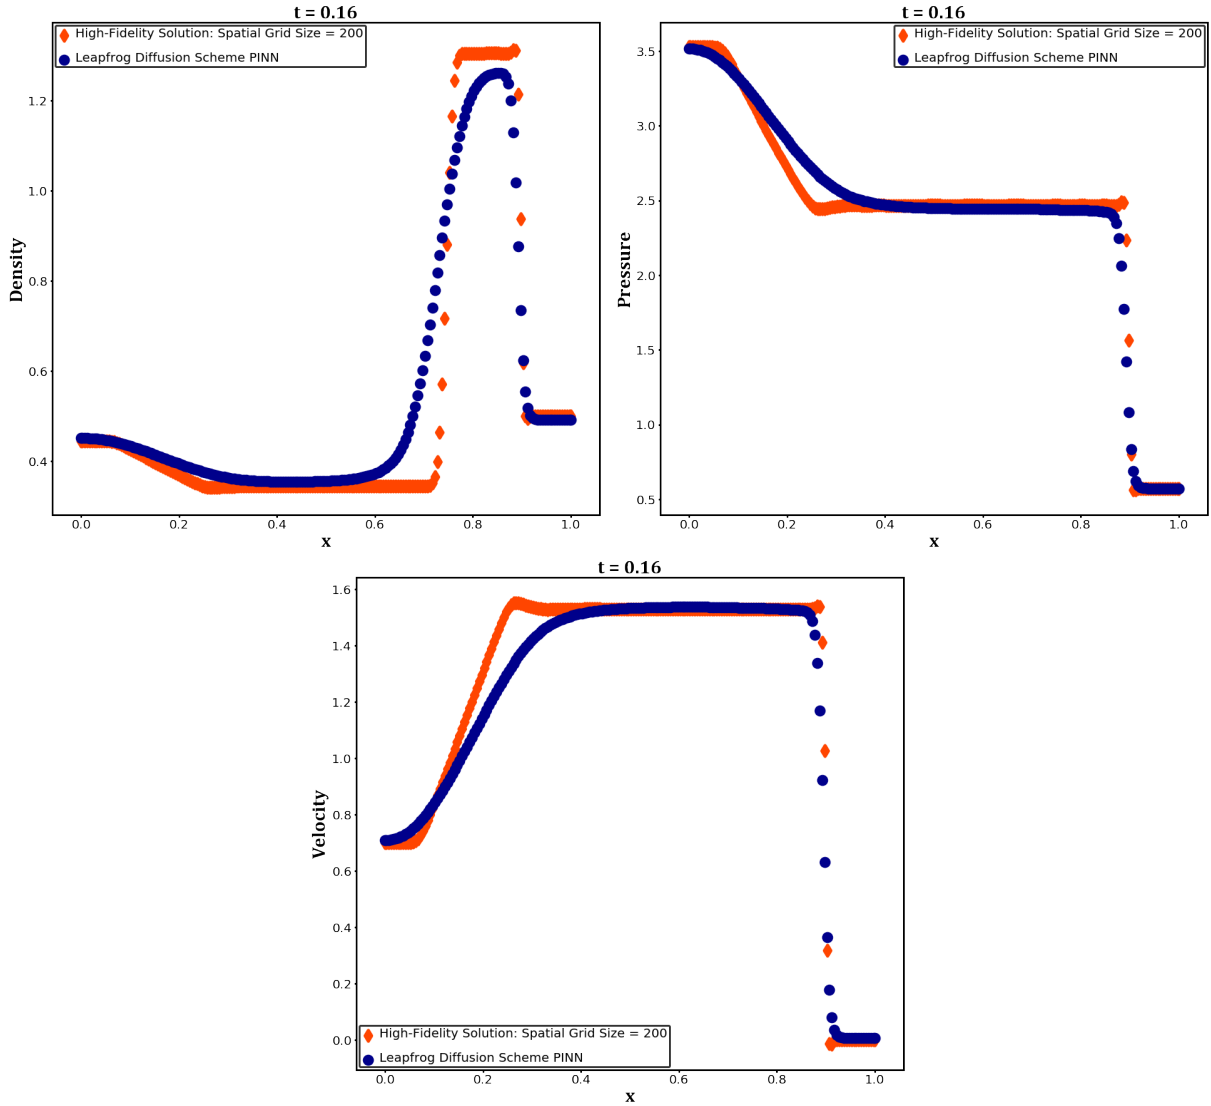 t = 0.16
High-Fidelity Solution: Spatial Grid Size = 200
Leapfrog Diffusion Scheme PINN
Density
1.2
1.0
0.8
0.6
0.4
0.0 0.2 0.4 0.6 0.8 1.0
x
t = 0.16
High-Fidelity Solution: Spatial Grid Size = 200
Leapfrog Diffusion Scheme PINN
Pressure
3.5
3.0
2.5
2.0
1.5
1.0
0.5
0.0 0.2 0.4 0.6 0.8 1.0
x
t = 0.16
Velocity
1.6
1.4
1.2
1.0
0.8
0.6
0.4
0.2
0.0
High-Fidelity Solution: Spatial Grid Size = 200
Leapfrog Diffusion Scheme PINN
0.0 0.2 0.4 0.6 0.8 1.0
x